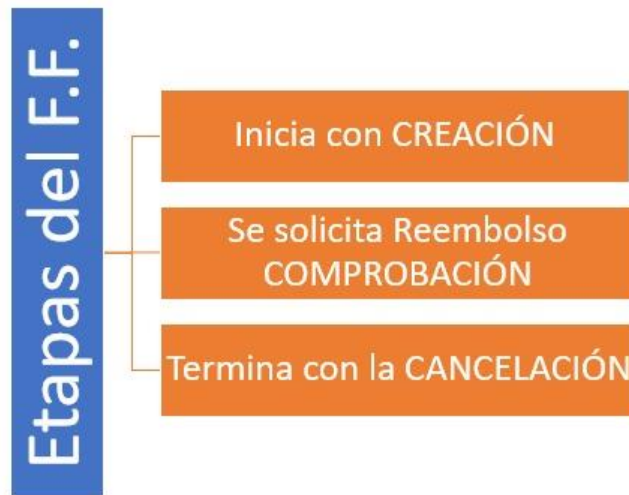 Etapas del F.F.
Inicia con CREACIÓN
Se solicita Reembolso
COMPROBACIÓN
Termina con la CANCELACIÓN